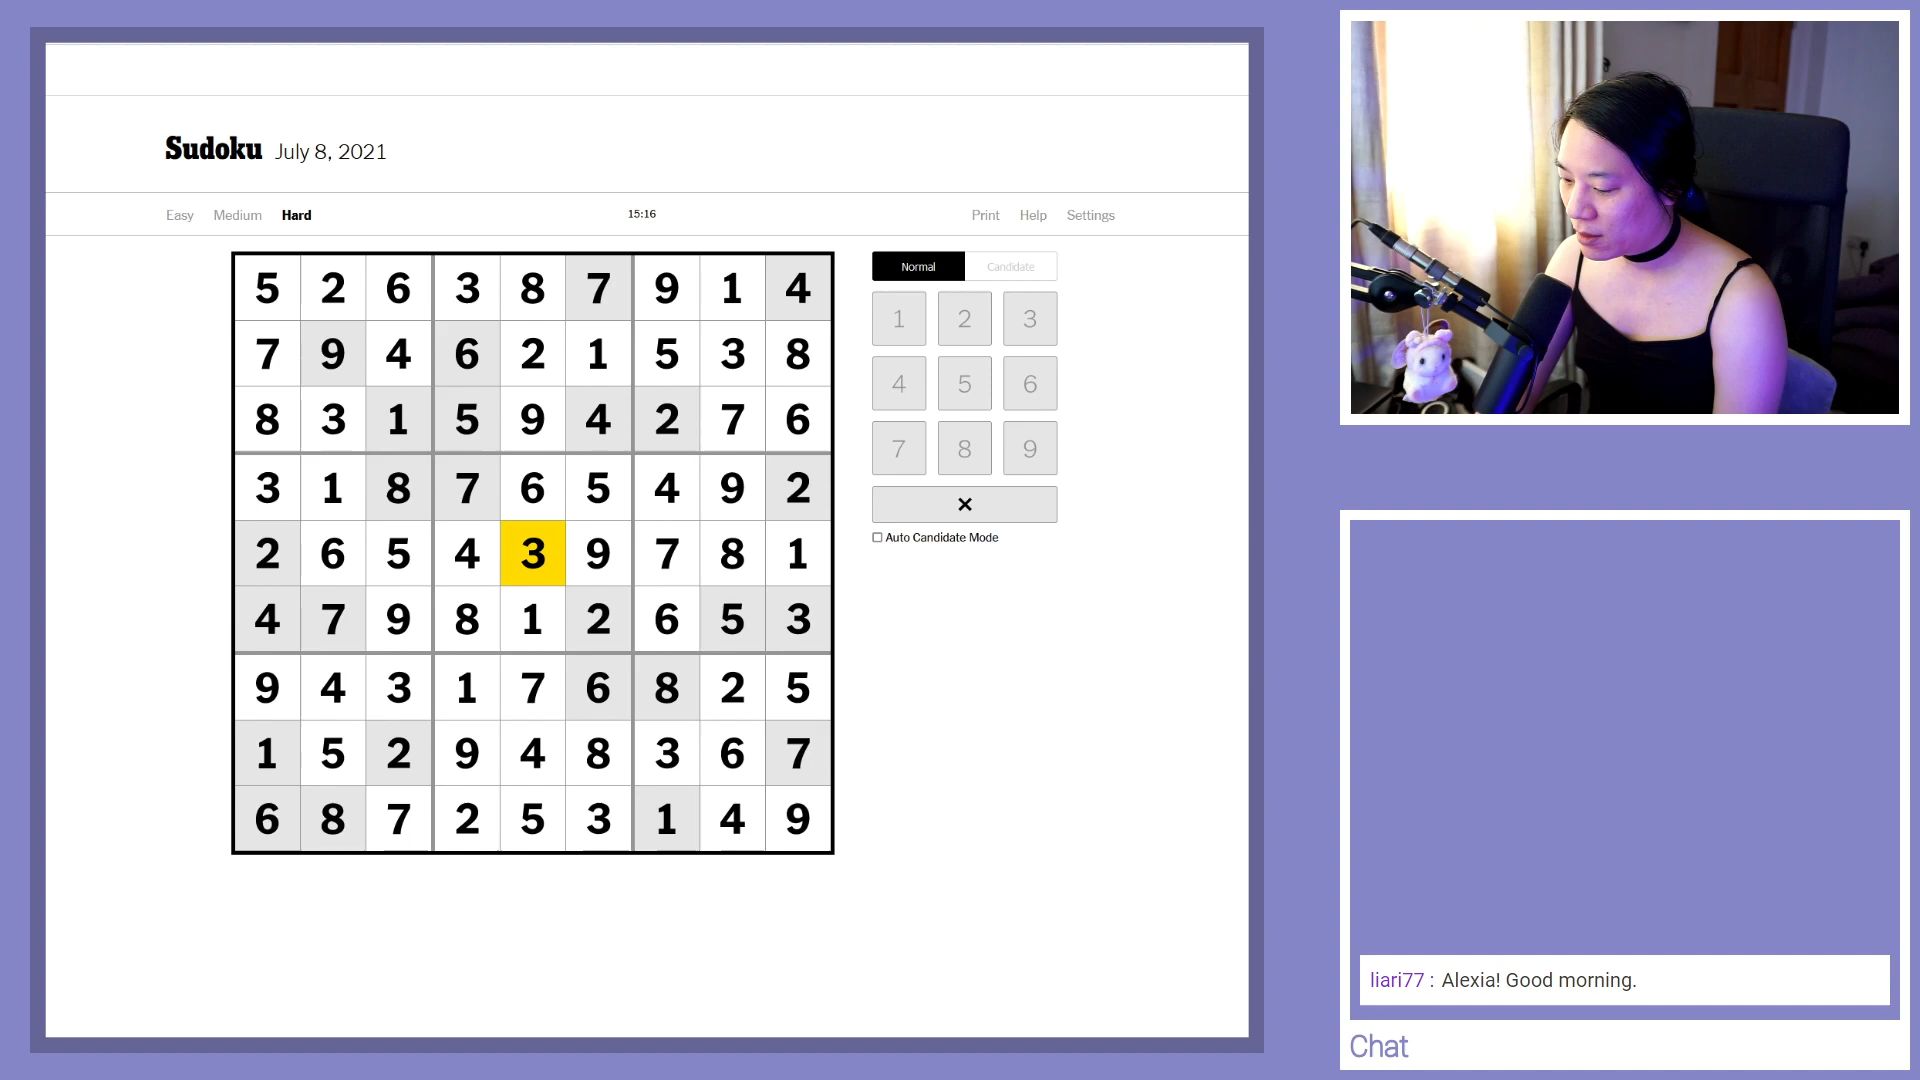 Sudoku July 8, 2021
Easy Medium Hard 15:16 Print Help Settings
Normal Candidate
5 2 6 3 8 7 9 1 4
7 9 4 6 2 1 5 3 8
8 3 1 5 9 4 2 7 6
3 1 8 7 6 5 4 9 2
2 6 5 4 3 9 7 8 1
4 7 9 8 1 2 6 5 3
9 4 3 1 7 6 8 2 5
1 5 2 9 4 8 3 6 7
6 8 7 2 5 3 1 4 9
1 2 3
4 5 6
7 8 9
Auto Candidate Mode
liari77 : Alexia! Good morning.
Chat